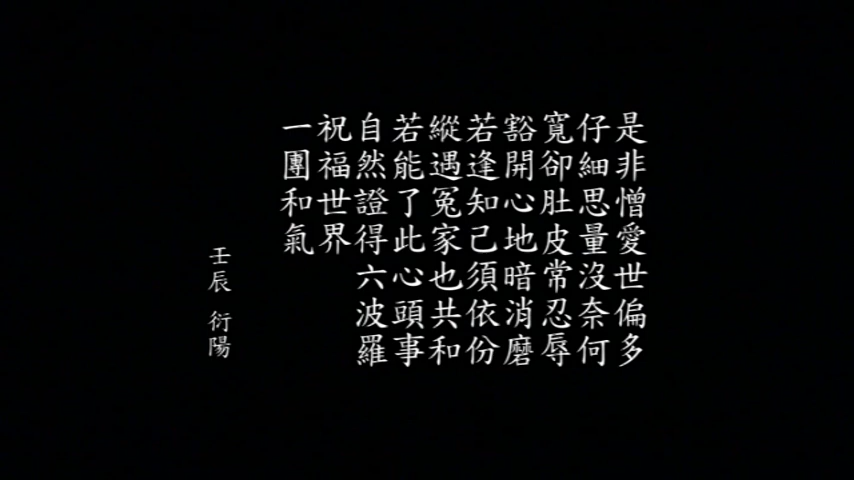 是非憎愛世偏多
仔細思量沒奈何
寬卻肚皮常忍辱
豁開心地暗消磨
若逢知己須依份
縱遇冤家也共和
若能了此心頭事
自然證得六波羅
祝福世界
一團和氣
壬辰 衍陽